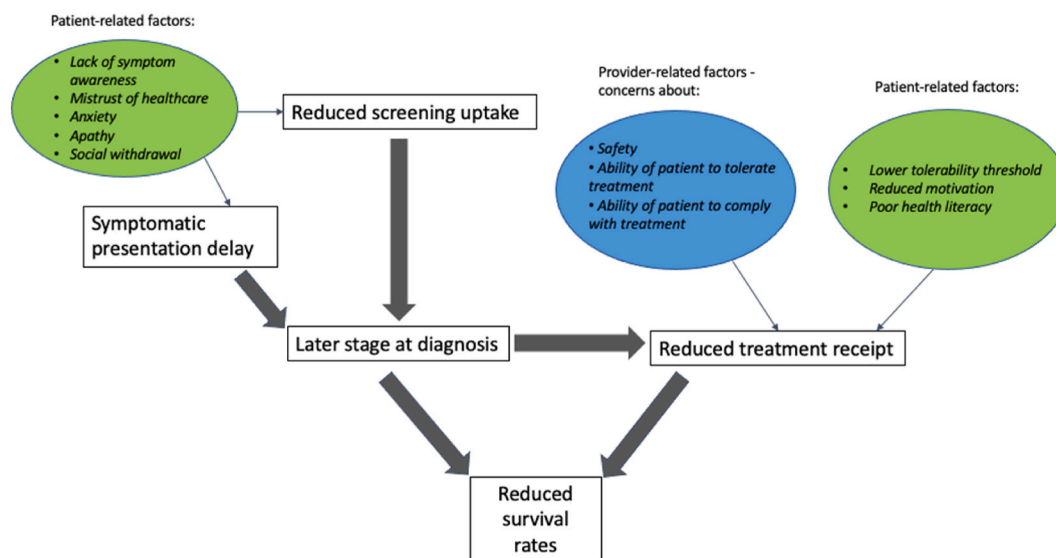 Patient-related factors:
• Lack of symptom
awareness
• Mistrust of healthcare
• Anxiety
• Apathy
• Social withdrawal
Reduced screening uptake
Symptomatic
presentation delay
Provider-related factors -
concerns about:
• Safety
• Ability of patient to tolerate
treatment
• Ability of patient to comply
with treatment
Patient-related factors:
• Lower tolerability threshold
• Reduced motivation
• Poor health literacy
Later stage at diagnosis
Reduced treatment receipt
Reduced
survival
rates